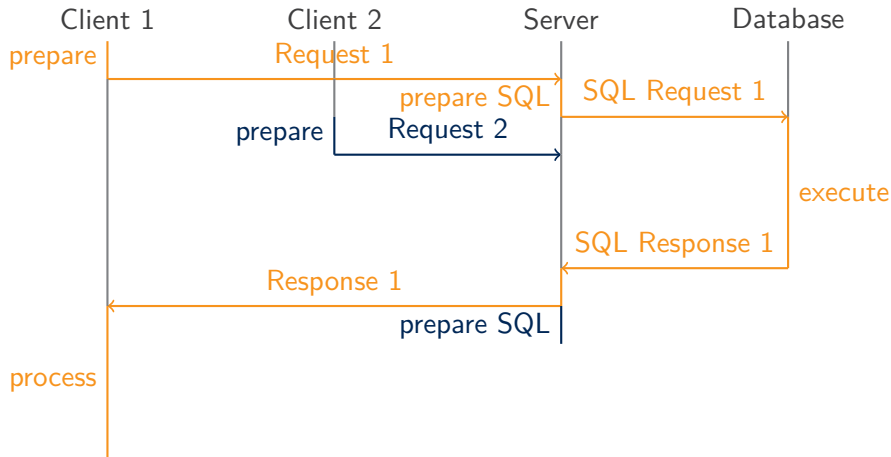 Client 1 Client 2 Server Database
prepare
Request 1
prepare SQL
SQL Request 1
prepare
Request 2
execute
SQL Response 1
Response 1
prepare SQL
process